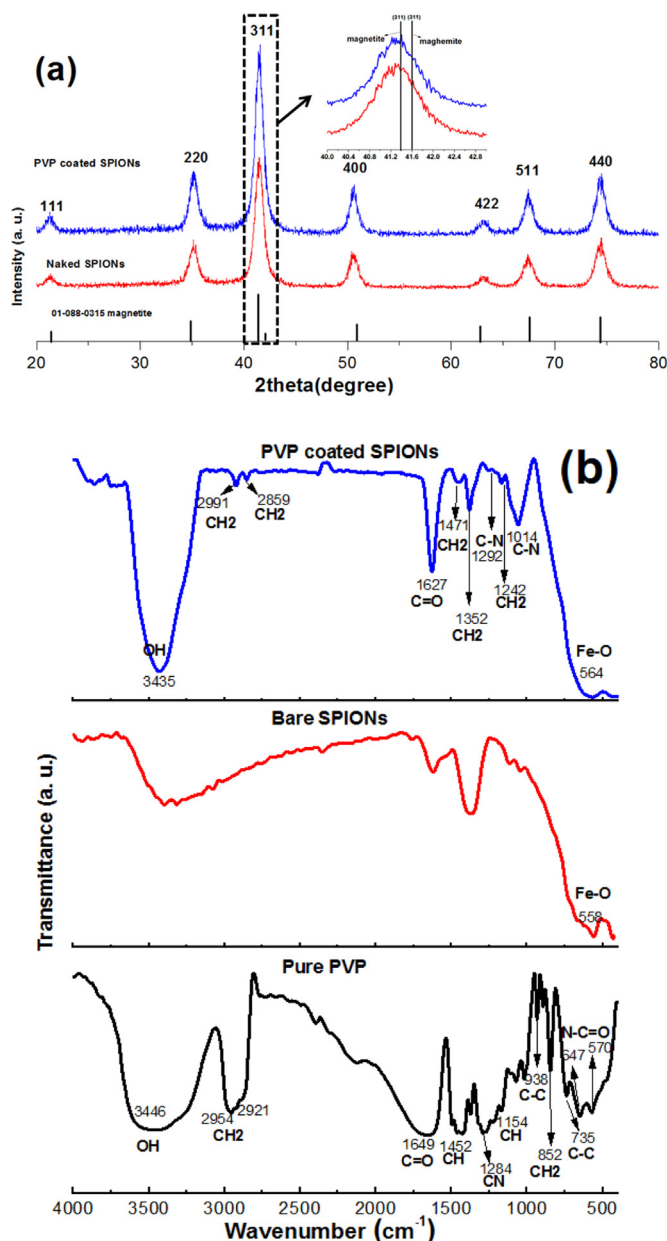 (a)
(311) (311)
magnetite
maghemite
40.0 40.4 40.8 41.2 41.6 42.0 42.4 42.8
311
PVP coated SPIONs
220
400
511
440
111
422
Intensity (a. u.)
Naked SPIONs
01-088-0315 magnetite
20 30 40 50 60 70 80
2theta(degree)
PVP coated SPIONs
(b)
2991
CH2
2859
CH2
1471
CH2
C-N
1292
1014
C-N
1627
C=O
1352
CH2
1242
CH2
OH
3435
Fe-O
564
Bare SPIONs
Fe-O
558
Transmittance (a. u.)
Pure PVP
3446
OH
2954
2921
CH2
1649
C=O
1452
CH
1284
CN
1154
CH
938
C-C
852
CH2
N-C=O
647
570
735
C-C
4000 3500 3000 2500 2000 1500 1000 500
Wavenumber (cm-1)